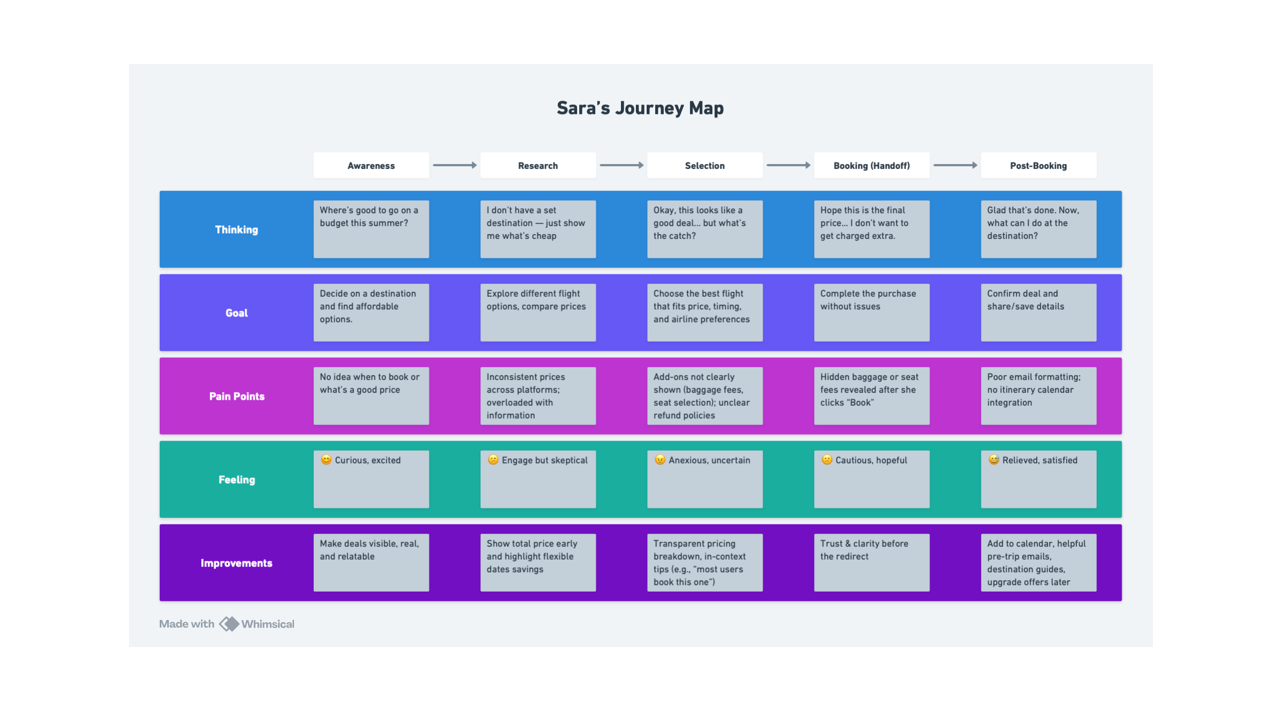 Sara's Journey Map
Awareness
Research
Selection
Booking (Handoff)
Post-Booking
Thinking
Where's good to go on a
budget this summer?
I don't have a set
destination — just show
me what's cheap
Okay, this looks like a
good deal... but what's
the catch?
Hope this is the final
price... I don't want to
get charged extra.
Glad that's done. Now,
what can I do at the
destination?
Goal
Decide on a destination
and find affordable
options.
Explore different flight
options, compare prices
Choose the best flight
that fits price, timing,
and airline preferences
Complete the purchase
without issues
Confirm deal and
share/save details
Pain Points
No idea when to book or
what's a good price
Inconsistent prices
across platforms;
overloaded with
information
Add-ons not clearly
shown (baggage fees,
seat selection); unclear
refund policies
Hidden baggage or seat
fees revealed after she
clicks "Book"
Poor email formatting;
no itinerary calendar
integration
Feeling
😊 Curious, excited
😕 Engage but skeptical
😠 Anexious, uncertain
😕 Cautious, hopeful
😅 Relieved, satisfied
Improvements
Make deals visible, real,
and relatable
Show total price early
and highlight flexible
dates savings
Transparent pricing
breakdown, in-context
tips (e.g., "most users
book this one")
Trust & clarity before
the redirect
Add to calendar, helpful
pre-trip emails,
destination guides,
upgrade offers later
Made with Whimsical